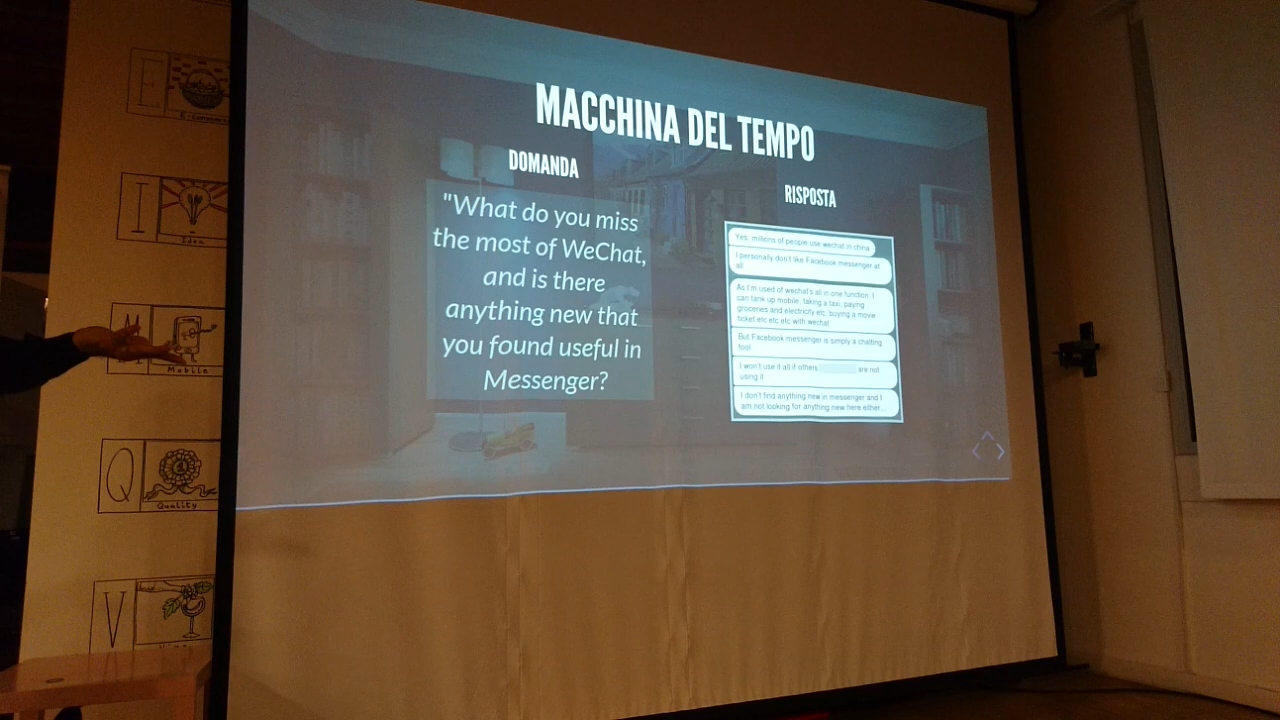 E
E-Commerce
I
Idea
Mobile
Q
Quality
V
MACCHINA DEL TEMPO
DOMANDA
"What do you miss
the most of WeChat,
and is there
anything new that
you found useful in
Messenger?
RISPOSTA
Yes, millions of people use wechat in china
I personally don't like Facebook messenger at
all
As I'm used of wechat's all in one function. I
can tank up mobile, taking a taxi, paying
groceries and electricity etc, buying a movie
ticket etc etc etc with wechat
But Facebook messenger is simply a chatting
tool
I won't use it all if others are not
using it
I don't find anything new in messenger and I
am not looking for anything new here either...